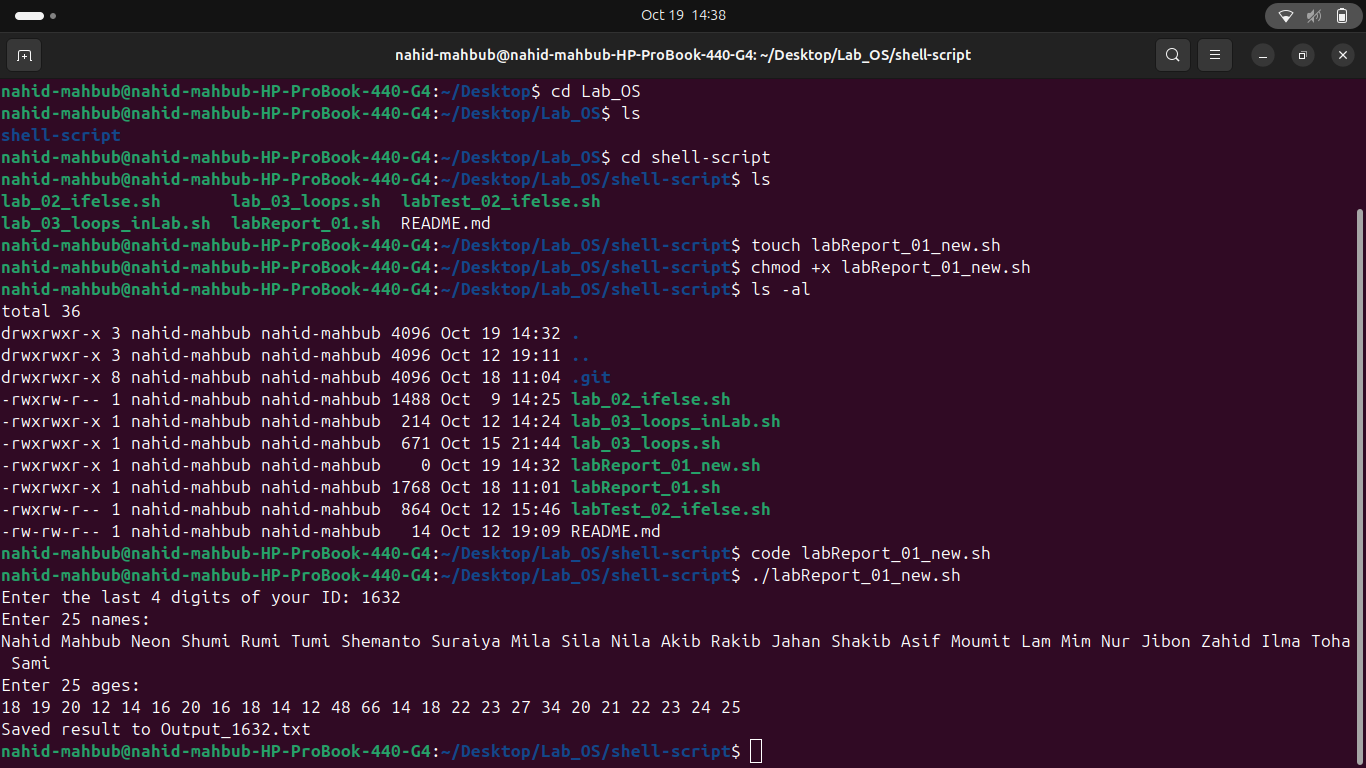 Oct 19 14:38
nahid-mahbub@nahid-mahbub-HP-ProBook-440-G4: ~/Desktop/Lab_OS/shell-script
nahid-mahbub@nahid-mahbub-HP-ProBook-440-G4:~/Desktop$ cd Lab_OS
nahid-mahbub@nahid-mahbub-HP-ProBook-440-G4:~/Desktop/Lab_OS$ ls
shell-script
nahid-mahbub@nahid-mahbub-HP-ProBook-440-G4:~/Desktop/Lab_OS$ cd shell-script
nahid-mahbub@nahid-mahbub-HP-ProBook-440-G4:~/Desktop/Lab_OS/shell-script$ ls
lab_02_ifelse.sh       lab_03_loops.sh  labTest_02_ifelse.sh
lab_03_loops_inLab.sh  labReport_01.sh  README.md
nahid-mahbub@nahid-mahbub-HP-ProBook-440-G4:~/Desktop/Lab_OS/shell-script$ touch labReport_01_new.sh
nahid-mahbub@nahid-mahbub-HP-ProBook-440-G4:~/Desktop/Lab_OS/shell-script$ chmod +x labReport_01_new.sh
nahid-mahbub@nahid-mahbub-HP-ProBook-440-G4:~/Desktop/Lab_OS/shell-script$ ls -al
total 36
drwxrwxr-x 3 nahid-mahbub nahid-mahbub 4096 Oct 19 14:32 .
drwxrwxr-x 3 nahid-mahbub nahid-mahbub 4096 Oct 12 19:11 ..
drwxrwxr-x 8 nahid-mahbub nahid-mahbub 4096 Oct 18 11:04 .git
-rwxrw-r-- 1 nahid-mahbub nahid-mahbub 1488 Oct  9 14:25 lab_02_ifelse.sh
-rwxrwxr-x 1 nahid-mahbub nahid-mahbub  214 Oct 12 14:24 lab_03_loops_inLab.sh
-rwxrwxr-x 1 nahid-mahbub nahid-mahbub  671 Oct 15 21:44 lab_03_loops.sh
-rwxrwxr-x 1 nahid-mahbub nahid-mahbub    0 Oct 19 14:32 labReport_01_new.sh
-rwxrwxr-x 1 nahid-mahbub nahid-mahbub 1768 Oct 18 11:01 labReport_01.sh
-rwxrw-r-- 1 nahid-mahbub nahid-mahbub  864 Oct 12 15:46 labTest_02_ifelse.sh
-rw-rw-r-- 1 nahid-mahbub nahid-mahbub   14 Oct 12 19:09 README.md
nahid-mahbub@nahid-mahbub-HP-ProBook-440-G4:~/Desktop/Lab_OS/shell-script$ code labReport_01_new.sh
nahid-mahbub@nahid-mahbub-HP-ProBook-440-G4:~/Desktop/Lab_OS/shell-script$ ./labReport_01_new.sh
Enter the last 4 digits of your ID: 1632
Enter 25 names:
Nahid Mahbub Neon Shumi Rumi Tumi Shemanto Suraiya Mila Sila Nila Akib Rakib Jahan Shakib Asif Moumit Lam Mim Nur Jibon Zahid Ilma Toha
 Sami
Enter 25 ages:
18 19 20 12 14 16 20 16 18 14 12 48 66 14 18 22 23 27 34 20 21 22 23 24 25
Saved result to Output_1632.txt
nahid-mahbub@nahid-mahbub-HP-ProBook-440-G4:~/Desktop/Lab_OS/shell-script$